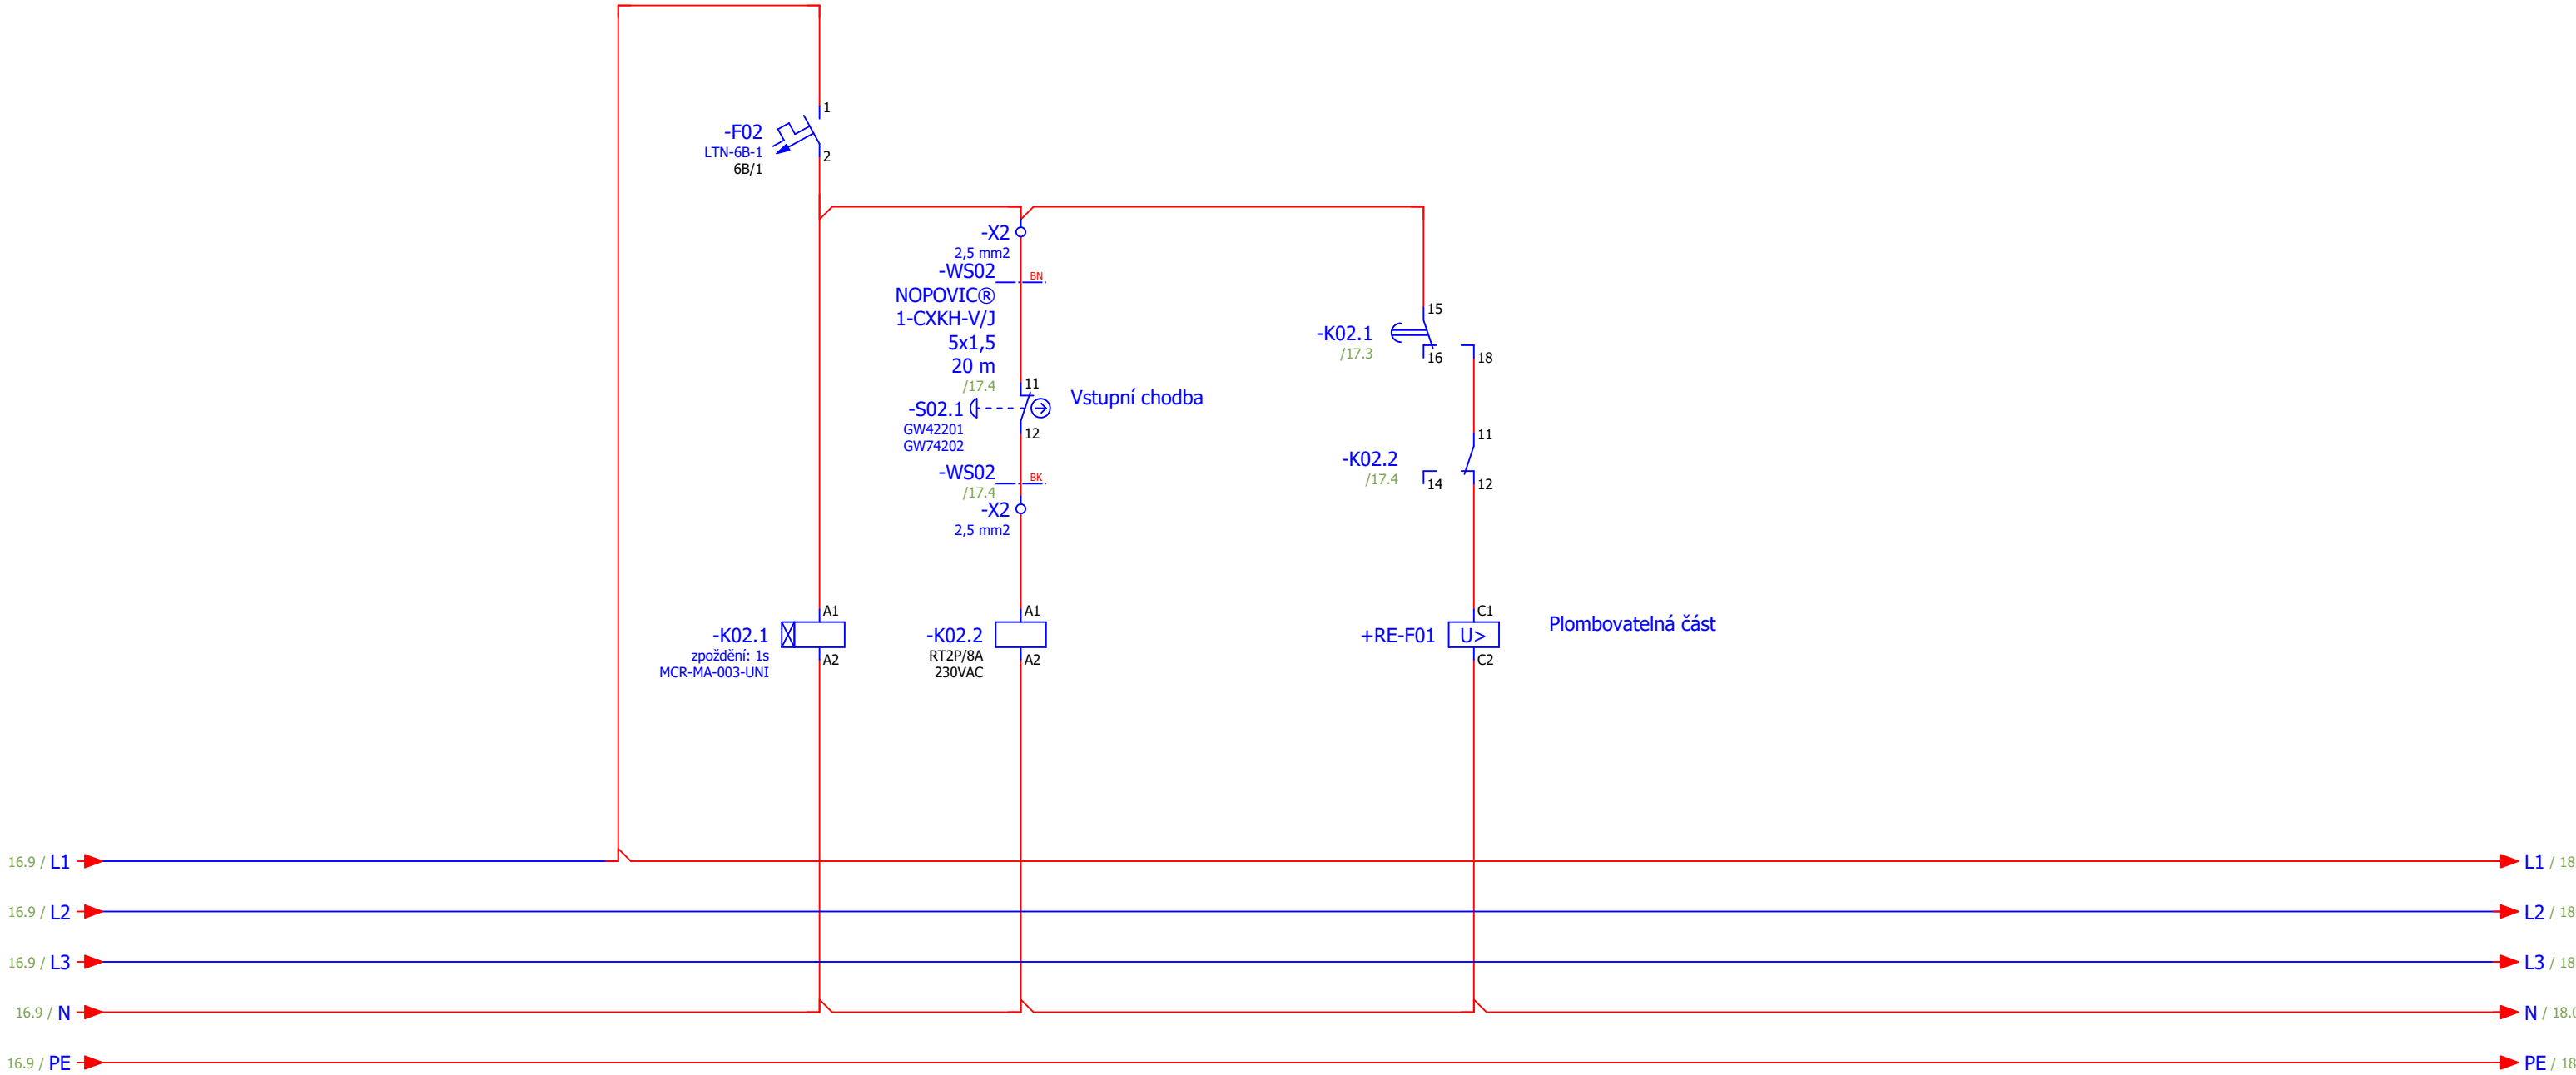 1
-F02
LTN-6B-1
6B/1
2
-X2
2,5 mm2
-WS02
BN
NOPOVIC®
1-CXKH-V/J
5x1,5
20 m
/17.4
11
-S02.1
GW42201
GW74202
12
Vstupní chodba
-WS02
BK
/17.4
-X2
2,5 mm2
15
-K02.1
/17.3
16
18
11
-K02.2
/17.4
14
12
A1
-K02.1
zpoždění: 1s
MCR-MA-003-UNI
A2
A1
-K02.2
RT2P/8A
230VAC
A2
C1
+RE-F01
U>
C2
Plombovatelná část
16.9 / L1
L1 / 18
16.9 / L2
L2 / 18
16.9 / L3
L3 / 18
16.9 / N
N / 18.0
16.9 / PE
PE / 18